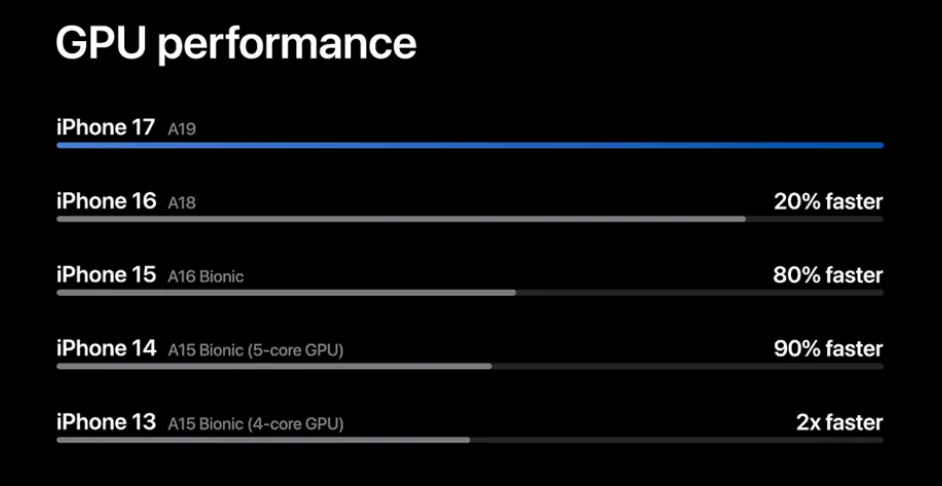 GPU performance
iPhone 17 A19
iPhone 16 A18 20% faster
iPhone 15 A16 Bionic 80% faster
iPhone 14 A15 Bionic (5-core GPU) 90% faster
iPhone 13 A15 Bionic (4-core GPU) 2x faster